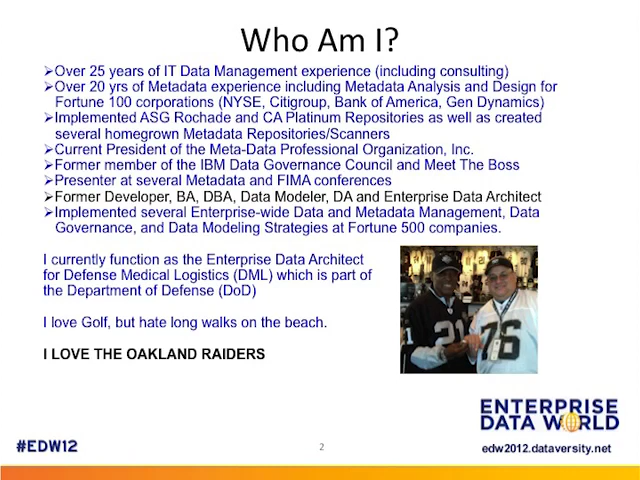 Who Am I?
➢Over 25 years of IT Data Management experience (including consulting)
➢Over 20 yrs of Metadata experience including Metadata Analysis and Design for
Fortune 100 corporations (NYSE, Citigroup, Bank of America, Gen Dynamics)
➢Implemented ASG Rochade and CA Platinum Repositories as well as created
several homegrown Metadata Repositories/Scanners
➢Current President of the Meta-Data Professional Organization, Inc.
➢Former member of the IBM Data Governance Council and Meet The Boss
➢Presenter at several Metadata and FIMA conferences
➢Former Developer, BA, DBA, Data Modeler, DA and Enterprise Data Architect
➢Implemented several Enterprise-wide Data and Metadata Management, Data
Governance, and Data Modeling Strategies at Fortune 500 companies.
I currently function as the Enterprise Data Architect
for Defense Medical Logistics (DML) which is part of
the Department of Defense (DoD)
I love Golf, but hate long walks on the beach.
I LOVE THE OAKLAND RAIDERS
21
76
ENTERPRISE
DATA WORLD
#EDW12
2
edw2012.dataversity.net